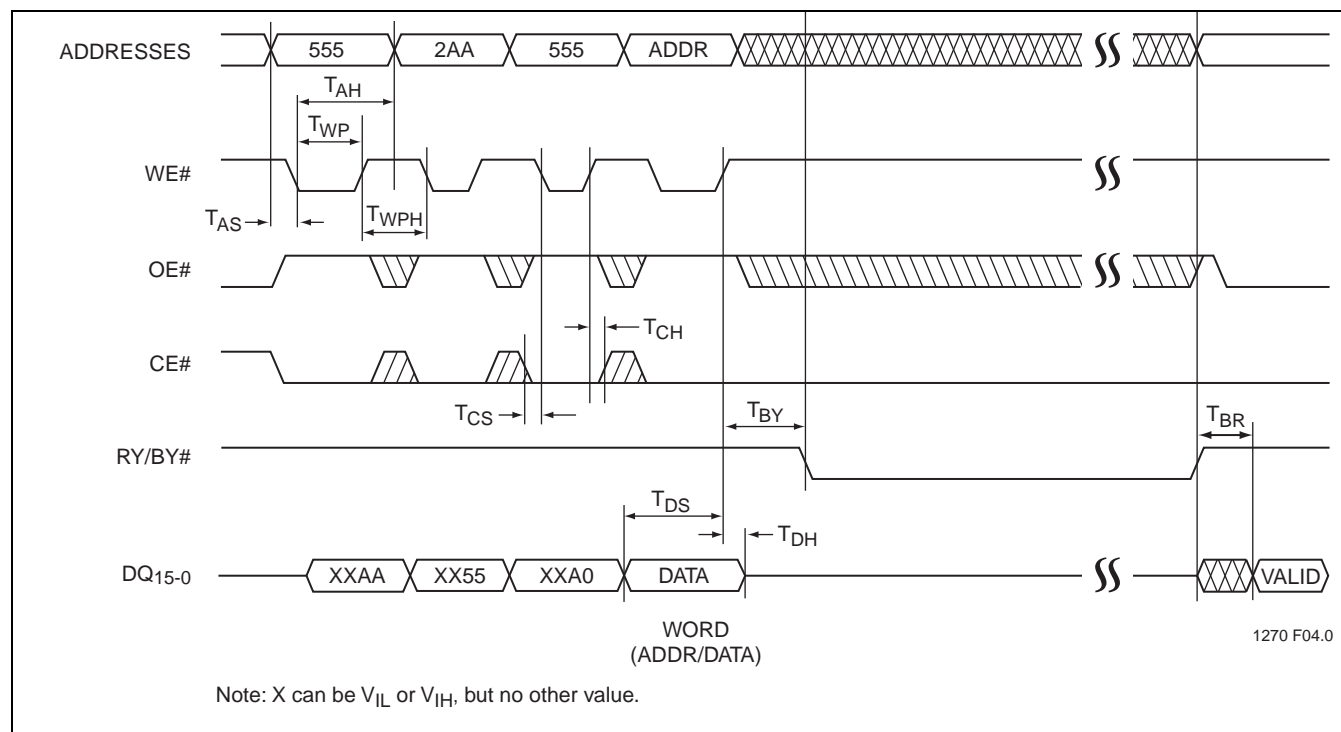 ADDRESSES 555 2AA 555 ADDR
TAH
TWP
WE#
TAS TWPH
OE#
TCH
CE#
TCS TBY TBR
RY/BY#
TDS
TDH
DQ15-0 XXAA XX55 XXA0 DATA VALID
WORD
(ADDR/DATA)
1270 F04.0
Note: X can be VIL or VIH, but no other value.